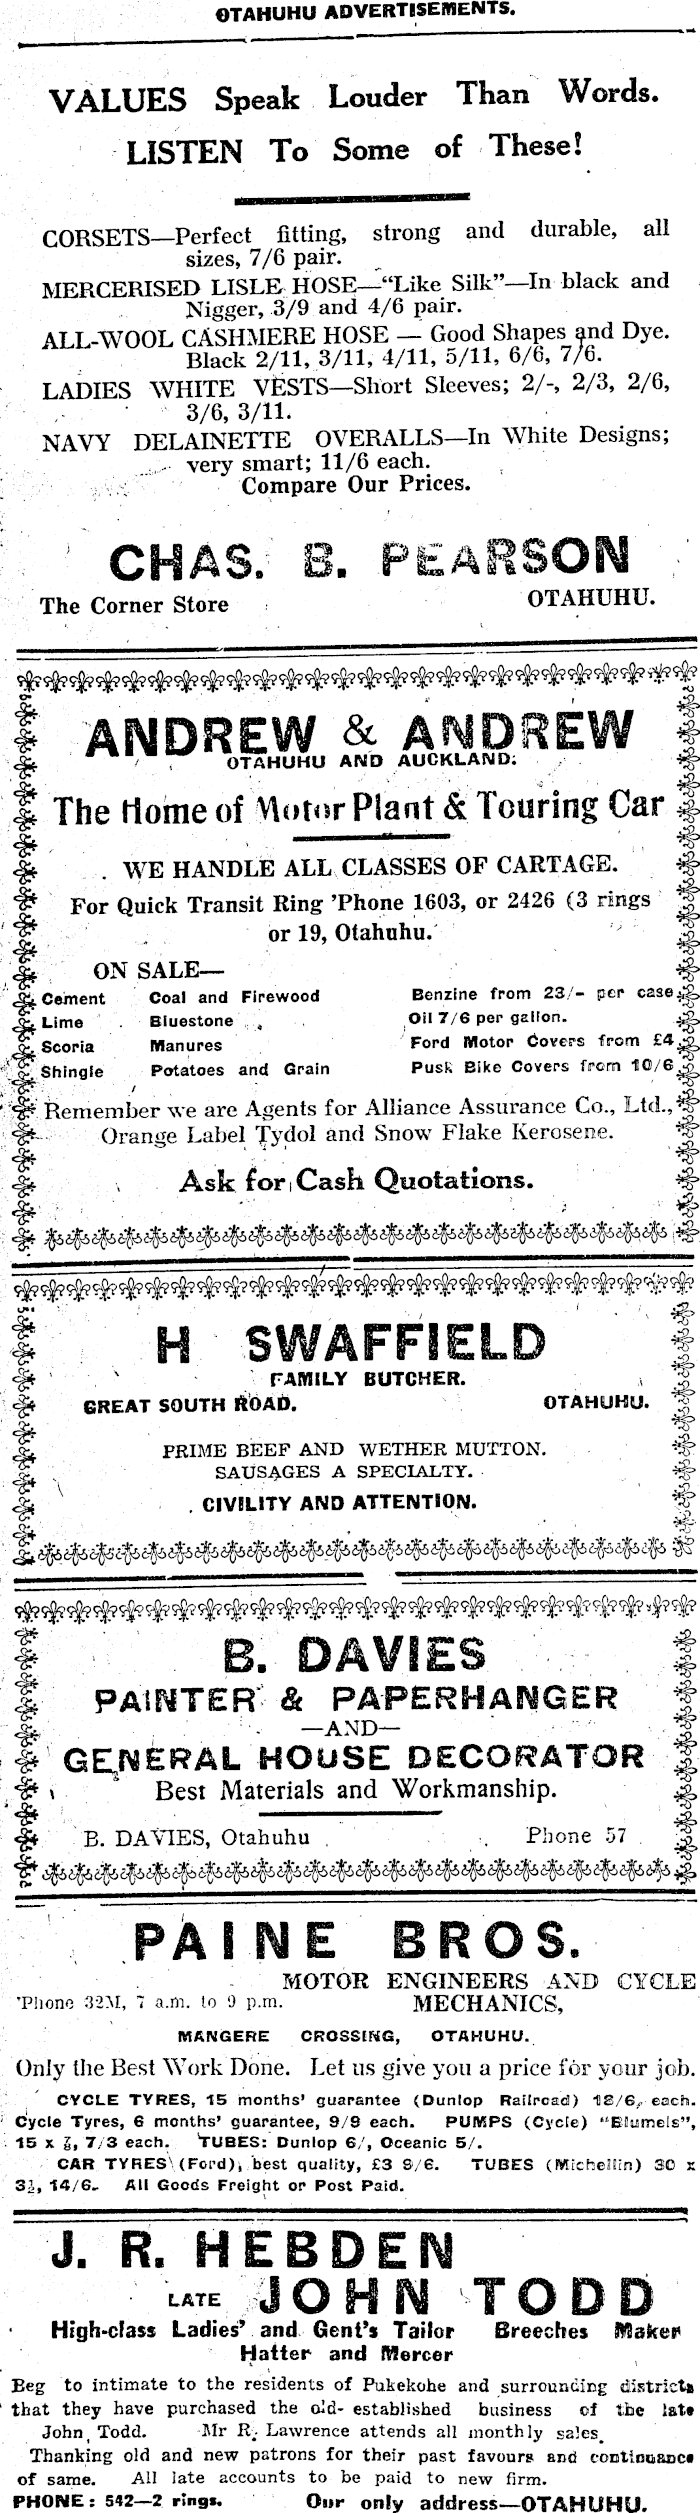 OTAHUHU ADVERTISEMENTS.
VALUES Speak Louder Than Words.
LISTEN To Some of These!
CORSETS—Perfect fitting, strong and durable, all
sizes, 7/6 pair.
MERCERISED LISLE HOSE—"Like Silk"—In black and
Nigger, 3/9 and 4/6 pair.
ALL-WOOL CASHMERE HOSE — Good Shapes and Dye.
Black 2/11, 3/11, 4/11, 5/11, 6/6, 7/6.
LADIES WHITE VESTS—Short Sleeves; 2/-, 2/3, 2/6,
3/6, 3/11.
NAVY DELAINETTE OVERALLS—In White Designs;
very smart; 11/6 each.
Compare Our Prices.
CHAS. B. PEARSON
The Corner Store OTAHUHU.
ANDREW & ANDREW
OTAHUHU AND AUCKLAND.
The Home of Motor Plant & Touring Car
WE HANDLE ALL CLASSES OF CARTAGE.
For Quick Transit Ring 'Phone 1603, or 2426 (3 rings
or 19, Otahuhu.
ON SALE—
Cement Coal and Firewood Benzine from 23/- per case
Lime Bluestone Oil 7/6 per gallon.
Scoria Manures Ford Motor Covers from £4
Shingle Potatoes and Grain Pusk Bike Covers from 10/6
Remember we are Agents for Alliance Assurance Co., Ltd.,
Orange Label Tydol and Snow Flake Kerosene.
Ask for Cash Quotations.
H SWAFFIELD
FAMILY BUTCHER.
GREAT SOUTH ROAD. OTAHUHU.
PRIME BEEF AND WETHER MUTTON.
SAUSAGES A SPECIALTY.
CIVILITY AND ATTENTION.
B. DAVIES
PAINTER & PAPERHANGER
—AND—
GENERAL HOUSE DECORATOR
Best Materials and Workmanship.
B. DAVIES, Otahuhu Phone 57
PAINE BROS.
MOTOR ENGINEERS AND CYCLE
'Phone 32M, 7 a.m. to 9 p.m. MECHANICS,
MANGERE CROSSING, OTAHUHU.
Only the Best Work Done. Let us give you a price for your job.
CYCLE TYRES, 15 months' guarantee (Dunlop Railroad) 18/6, each.
Cycle Tyres, 6 months' guarantee, 9/9 each. PUMPS (Cycle) "Blumels",
15 x ⅞, 7/3 each. TUBES: Dunlop 6/, Oceanic 5/.
CAR TYRES (Ford), best quality, £3 9/6. TUBES (Michellin) 30 x
3½, 14/6. All Goods Freight or Post Paid.
J. R. HEBDEN
LATE JOHN TODD
High-class Ladies' and Gent's Tailor Breeches Maker
Hatter and Mercer
Beg to intimate to the residents of Pukekohe and surrounding districts
that they have purchased the old-established business of the late
John Todd. Mr R. Lawrence attends all monthly sales.
Thanking old and new patrons for their past favours and continuance
of same. All late accounts to be paid to new firm.
PHONE: 542—2 rings. Our only address—OTAHUHU.